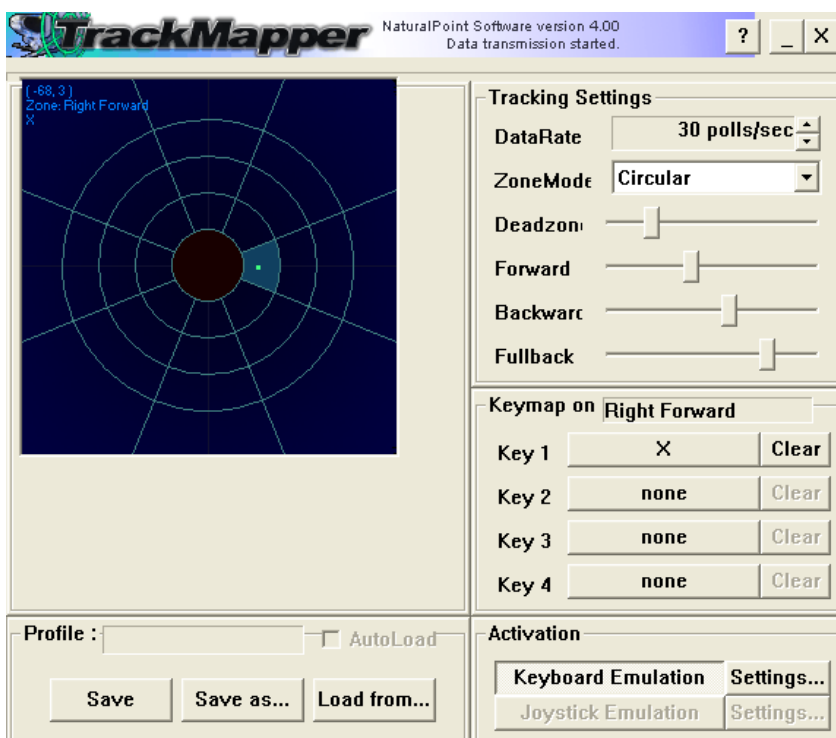 TrackMapper
NaturalPoint Software version 4.00
Data transmission started.
? _ X
(-68, 3 )
Zone: Right Forward
X
Tracking Settings
DataRate 30 polls/sec
ZoneMode Circular
Deadzon
Forward
Backwarc
Fullback
Keymap on Right Forward
Key 1 X Clear
Key 2 none Clear
Key 3 none Clear
Key 4 none Clear
Profile : AutoLoad
Save Save as... Load from...
Activation
Keyboard Emulation Settings...
Joystick Emulation Settings...